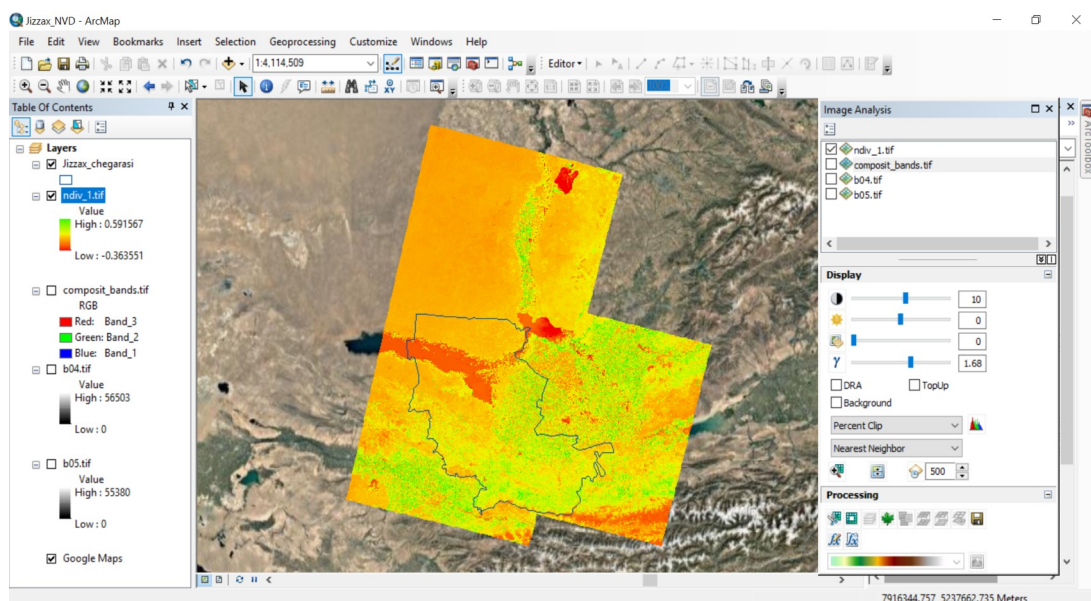 Jizzax_NVD - ArcMap
File Edit View Bookmarks Insert Selection Geoprocessing Customize Windows Help
1:4,114,509
Editor
Table Of Contents
Layers
Jizzax_chegarasi
ndiv_1.tif
Value
High : 0.591567
Low : -0.363551
composit_bands.tif
RGB
Red: Band_3
Green: Band_2
Blue: Band_1
b04.tif
Value
High : 56503
Low : 0
b05.tif
Value
High : 55380
Low : 0
Google Maps
Image Analysis
ndiv_1.tif
composit_bands.tif
b04.tif
b05.tif
Display
10
0
0
1.68
DRA TopUp
Background
Percent Clip
Nearest Neighbor
500
Processing
ArcToolbox
7916344,757 5237662,735 Meters